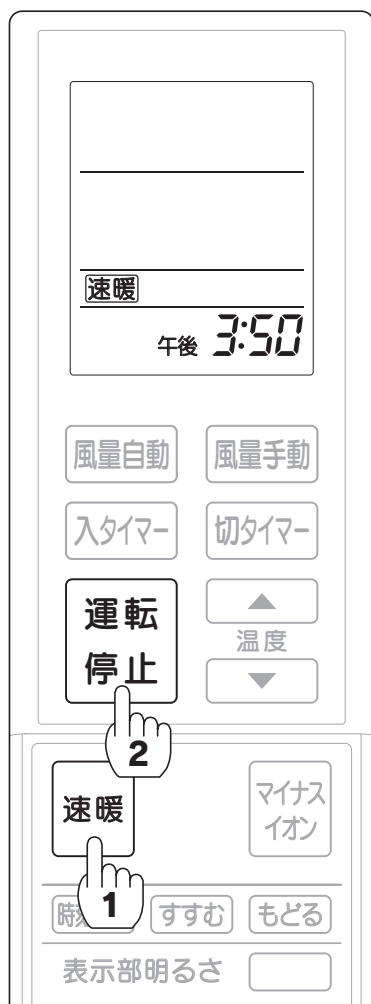 速暖
午後 3:50
風量自動 風量手動
入タイマー 切タイマー
運転
停止
温度
2
速暖
マイナス
イオン
1
時 すすむ もどる
表示部明るさ